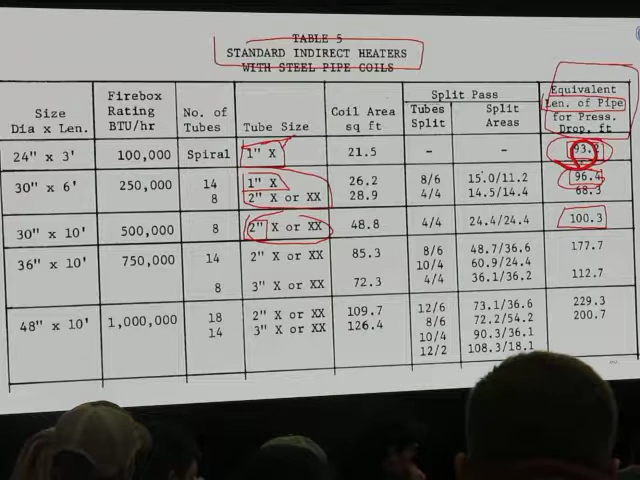 TABLE 5
STANDARD INDIRECT HEATERS
WITH STEEL PIPE COILS
Size Dia x Len. | Firebox Rating BTU/hr | No. of Tubes | Tube Size | Coil Area sq ft | Split Pass Tubes Split | Split Areas | Equivalent Len. of Pipe for Press. Drop. ft
24" x 3' | 100,000 | Spiral | 1" X | 21.5 | - | - | 93.2
30" x 6' | 250,000 | 14 | 1" X | 26.2 | 8/6 | 15.0/11.2 | 96.4
8 | 2" X or XX | 28.9 | 4/4 | 14.5/14.4 | 68.3
30" x 10' | 500,000 | 8 | 2" X or XX | 48.8 | 4/4 | 24.4/24.4 | 100.3
36" x 10' | 750,000 | 14 | 2" X or XX | 85.3 | 8/6 | 48.7/36.6 | 177.7
10/4 | 60.9/24.4
8 | 3" X or XX | 72.3 | 4/4 | 36.1/36.2 | 112.7
48" x 10' | 1,000,000 | 18 | 2" X or XX | 109.7 | 12/6 | 73.1/36.6 | 229.3
14 | 3" X or XX | 126.4 | 8/6 | 72.2/54.2 | 200.7
10/4 | 90.3/36.1
12/2 | 108.3/18.1